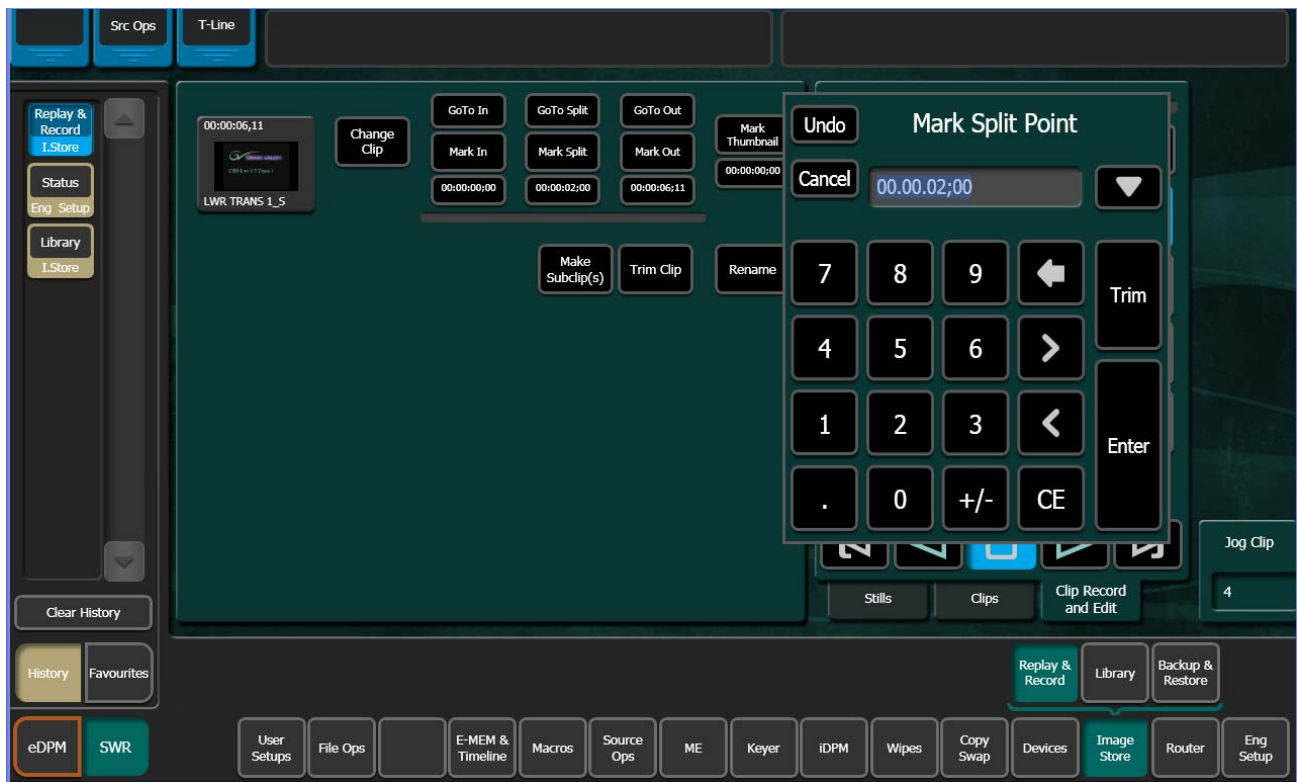 Src Ops
T-Line
Replay &
Record
I.Store
Status
Eng Setup
Library
I.Store
Clear History
History
Favourites
00:00:06,11
LWR TRANS 1_5
Change
Clip
GoTo In
GoTo Split
GoTo Out
Mark In
Mark Split
Mark Out
00:00:00;00
00:00:02;00
00:00:06;11
Mark
Thumbnail
00:00:00;00
Make
Subclip(s)
Trim Clip
Rename
Undo
Mark Split Point
Cancel
00.00.02;00
7
8
9
Trim
4
5
6
1
2
3
Enter
.
0
+/-
CE
Stills
Clips
Clip Record
and Edit
Jog Clip
4
Replay &
Record
Library
Backup &
Restore
eDPM
SWR
User
Setups
File Ops
E-MEM &
Timeline
Macros
Source
Ops
ME
Keyer
iDPM
Wipes
Copy
Swap
Devices
Image
Store
Router
Eng
Setup